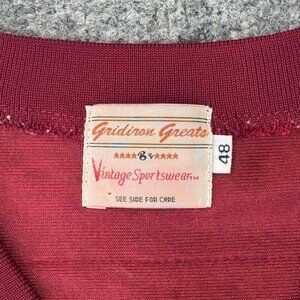 Gridiron Greats
Vintage Sportswear
SEE SIDE FOR CARE
48